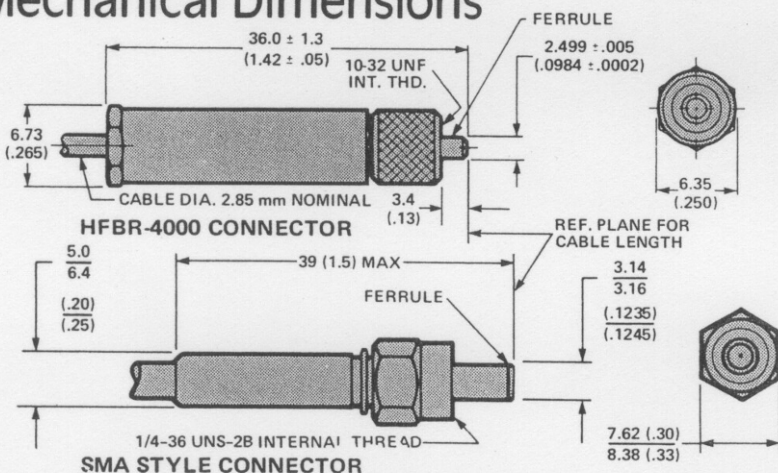 Mechanical Dimensions
36.0 ± 1.3
(1.42 ± .05)
10-32 UNF
INT. THD.
FERRULE
2.499 ±.005
(.0984 ±.0002)
6.73
(.265)
CABLE DIA. 2.85 mm NOMINAL
3.4
(.13)
6.35
(.250)
HFBR-4000 CONNECTOR
REF. PLANE FOR
CABLE LENGTH
5.0
6.4
(.20)
(.25)
39 (1.5) MAX
FERRULE
3.14
3.16
(.1235)
(.1245)
1/4-36 UNS-2B INTERNAL THREAD
7.62 (.30)
8.38 (.33)
SMA STYLE CONNECTOR